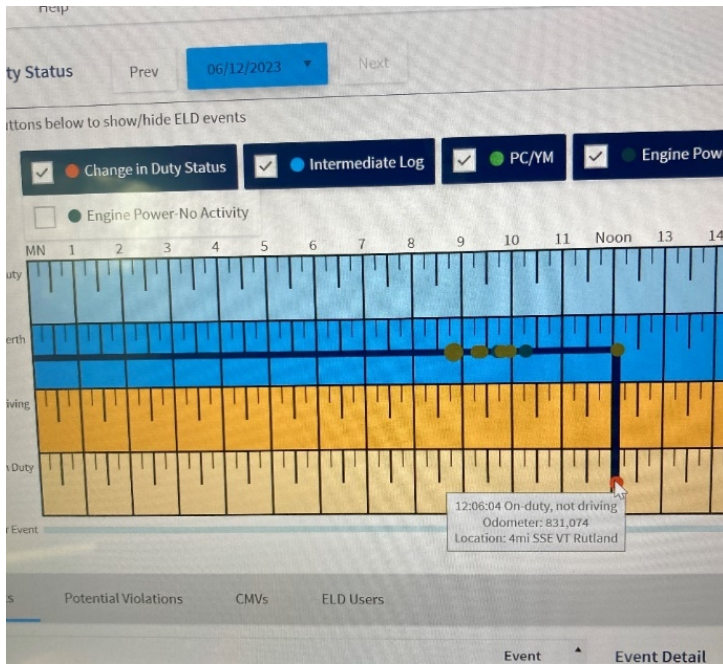 Help
ty Status
Prev
06/12/2023
Next
uttons below to show/hide ELD events
Change in Duty Status
Intermediate Log
PC/YM
Engine Pow
Engine Power-No Activity
MN 1 2 3 4 5 6 7 8 9 10 11 Noon 13 14
uty
erth
iving
n Duty
r Event
12:06:04 On-duty, not driving
Odometer: 831,074
Location: 4mi SSE VT Rutland
s
Potential Violations
CMVs
ELD Users
Event
Event Detail